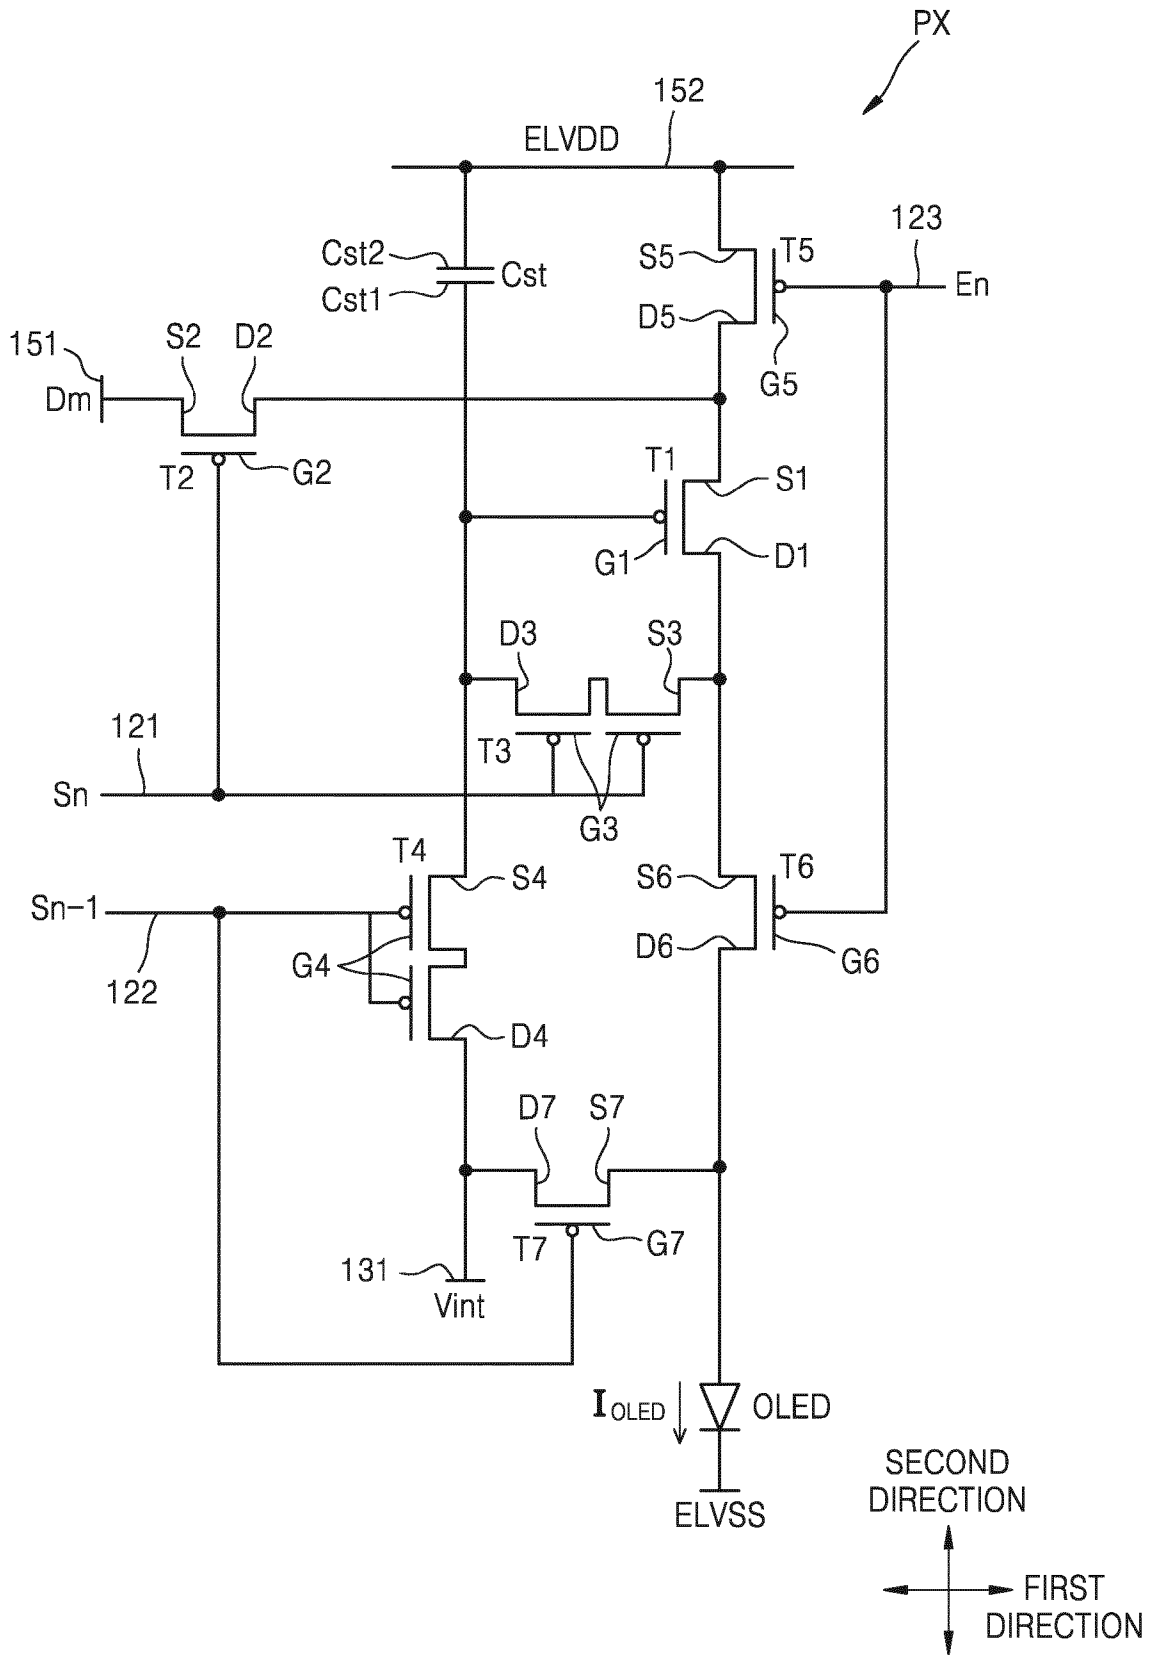 PX
152
ELVDD
123
Cst2
Cst
Cst1
S5
T5
En
D5
G5
151
S2
D2
Dm
T2
G2
T1
S1
G1
D1
D3
S3
121
T3
Sn
G3
T4
S4
S6
T6
Sn-1
G4
D6
G6
122
D4
D7
S7
T7
G7
131
Vint
IOLED
OLED
ELVSS
SECOND
DIRECTION
FIRST
DIRECTION